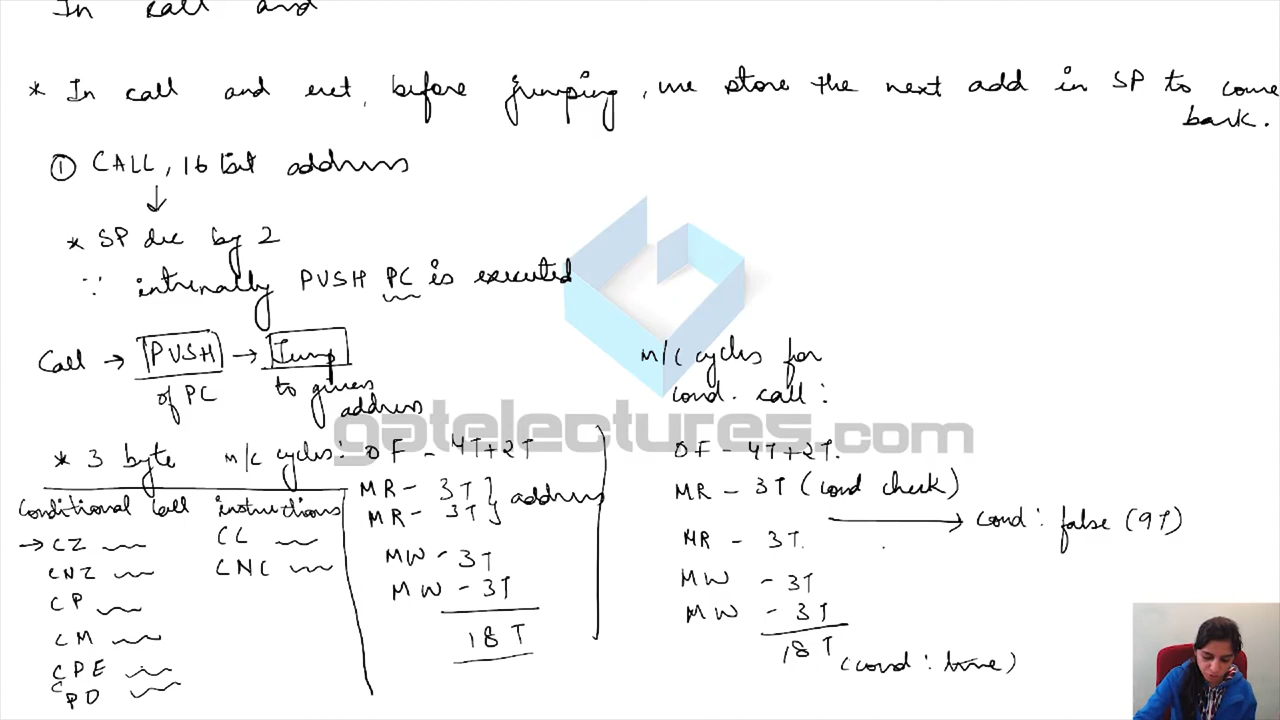 In call and
* In call and ret, before jumping, we store the next add in SP to come
back.
① CALL, 16 bit address
↓
* SP dec by 2
∵ internally PUSH PC is executed
Call → PUSH → Jump
of PC to given
address
M/C cycles for
cond. call :
gatelectures.com
* 3 byte M/C cycles: OF - 4T+2T
MR - 3T } address
MR - 3T
MW - 3T
MW - 3T
18 T
Conditional Call instructions
→ CZ
CNZ
CP
CM
CPE
CPO
CC
CNC
OF - 4T+2T.
MR - 3T (cond check)
→ cond : false (9T)
MR - 3T.
MW - 3T
MW - 3T
18T
(cond : true)